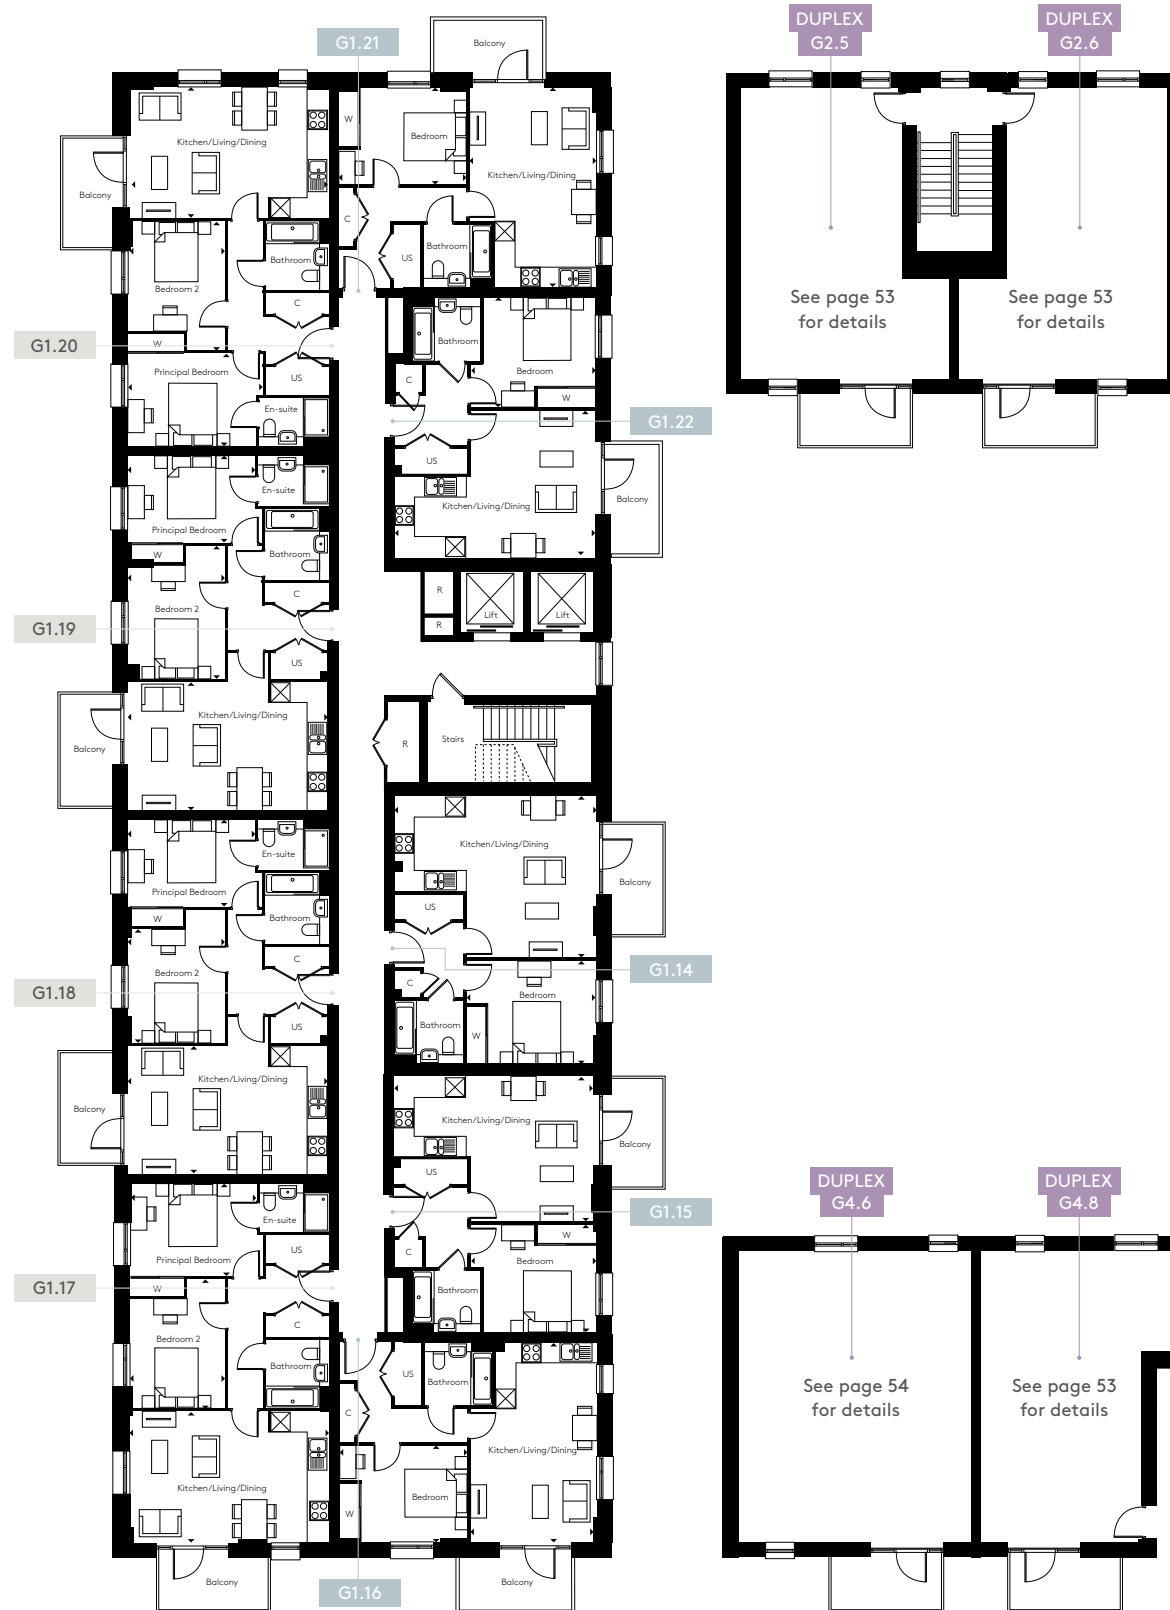 DUPLEX
G2.5
DUPLEX
G2.6
G1.21
Balcony
Kitchen/Living/Dining
W
Bedroom
Kitchen/Living/Dining
Balcony
C
Bathroom
US
Bathroom
Bedroom 2
C
W
G1.20
Principal Bedroom
US
En-suite
Bathroom
C
Bedroom
W
G1.22
US
Kitchen/Living/Dining
Balcony
See page 53
for details
See page 53
for details
En-suite
Principal Bedroom
W
Bathroom
Bedroom 2
C
G1.19
US
Kitchen/Living/Dining
Balcony
R
R
Lift
Lift
R
Stairs
Kitchen/Living/Dining
Balcony
US
G1.14
C
Bedroom
Bathroom
W
En-suite
Principal Bedroom
W
Bathroom
Bedroom 2
C
G1.18
US
Kitchen/Living/Dining
Balcony
Kitchen/Living/Dining
Balcony
US
G1.15
C
W
Bedroom
Bathroom
En-suite
Principal Bedroom
US
G1.17
W
C
Bedroom 2
Bathroom
Kitchen/Living/Dining
Balcony
US
Bathroom
C
Kitchen/Living/Dining
Bedroom
W
G1.16
Balcony
DUPLEX
G4.6
DUPLEX
G4.8
See page 54
for details
See page 53
for details